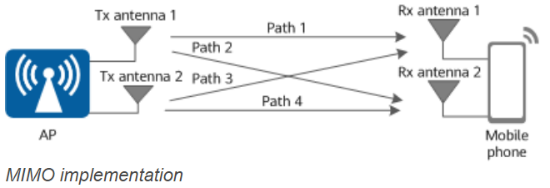 Tx antenna 1
Rx antenna 1
Path 1
Path 2
Tx antenna 2
Path 3
Rx antenna 2
Path 4
AP
Mobile
phone
MIMO implementation